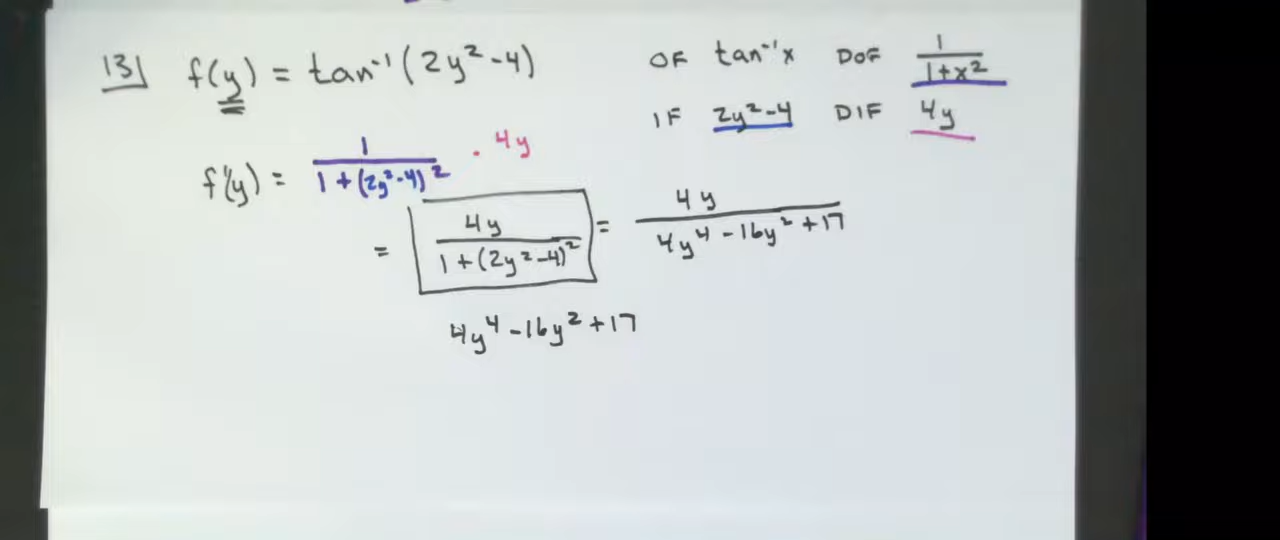 13) f(y) = tan⁻¹(2y² - 4)
OF tan⁻¹x DOF 1/(1+x²)
IF 2y²-4 DIF 4y
f'(y) = 1/(1+(2y²-4)²) · 4y
= 4y/(1+(2y²-4)²) = 4y/(4y⁴-16y²+17)
4y⁴-16y²+17